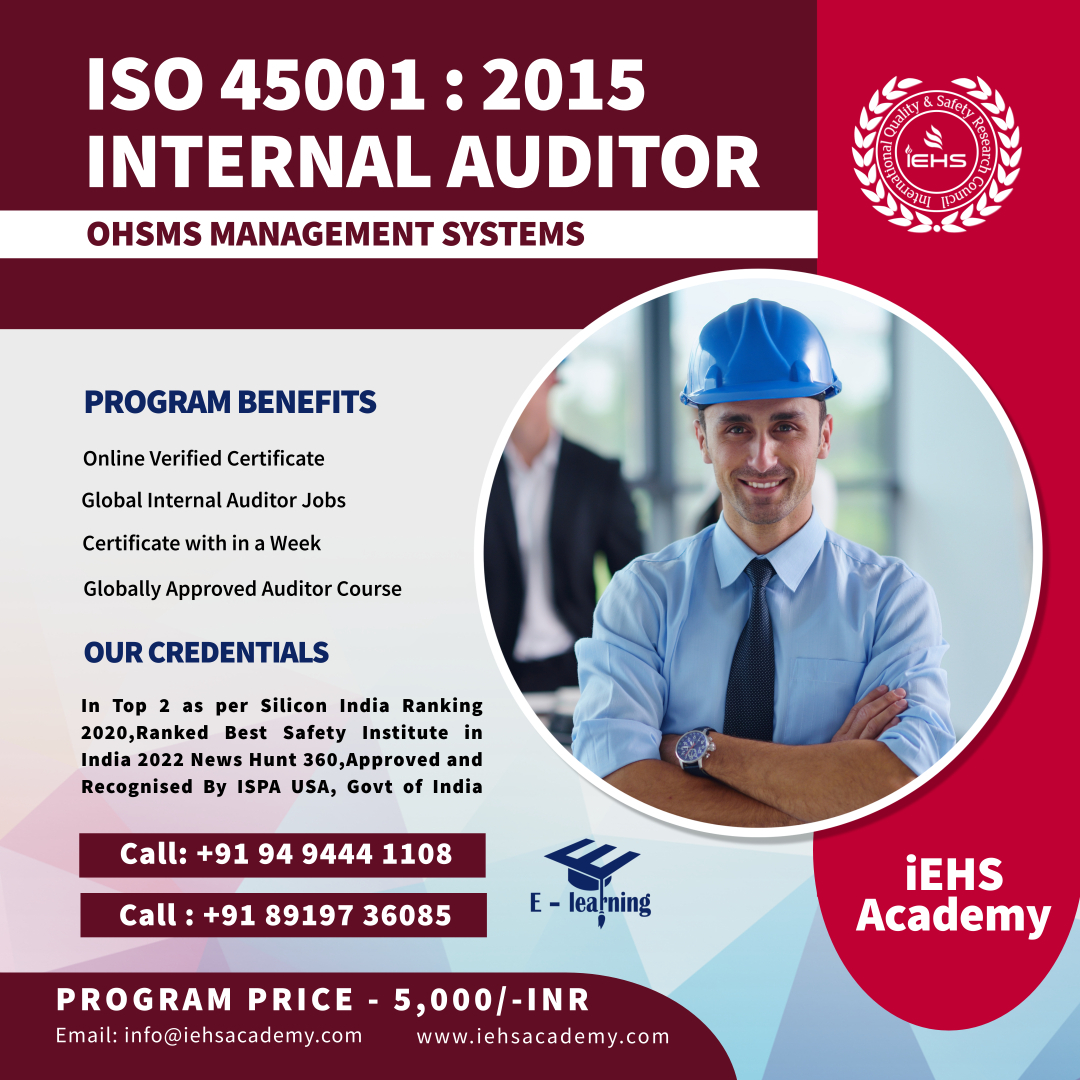 ISO 45001 : 2015
INTERNAL AUDITOR
OHSMS MANAGEMENT SYSTEMS
International Quality & Safety Research Council
iEHS
PROGRAM BENEFITS
Online Verified Certificate
Global Internal Auditor Jobs
Certificate with in a Week
Globally Approved Auditor Course
OUR CREDENTIALS
In Top 2 as per Silicon India Ranking
2020,Ranked Best Safety Institute in
India 2022 News Hunt 360,Approved and
Recognised By ISPA USA, Govt of India
Call: +91 94 9444 1108
Call : +91 89197 36085
E - learning
iEHS
Academy
PROGRAM PRICE - 5,000/-INR
Email: info@iehsacademy.com www.iehsacademy.com